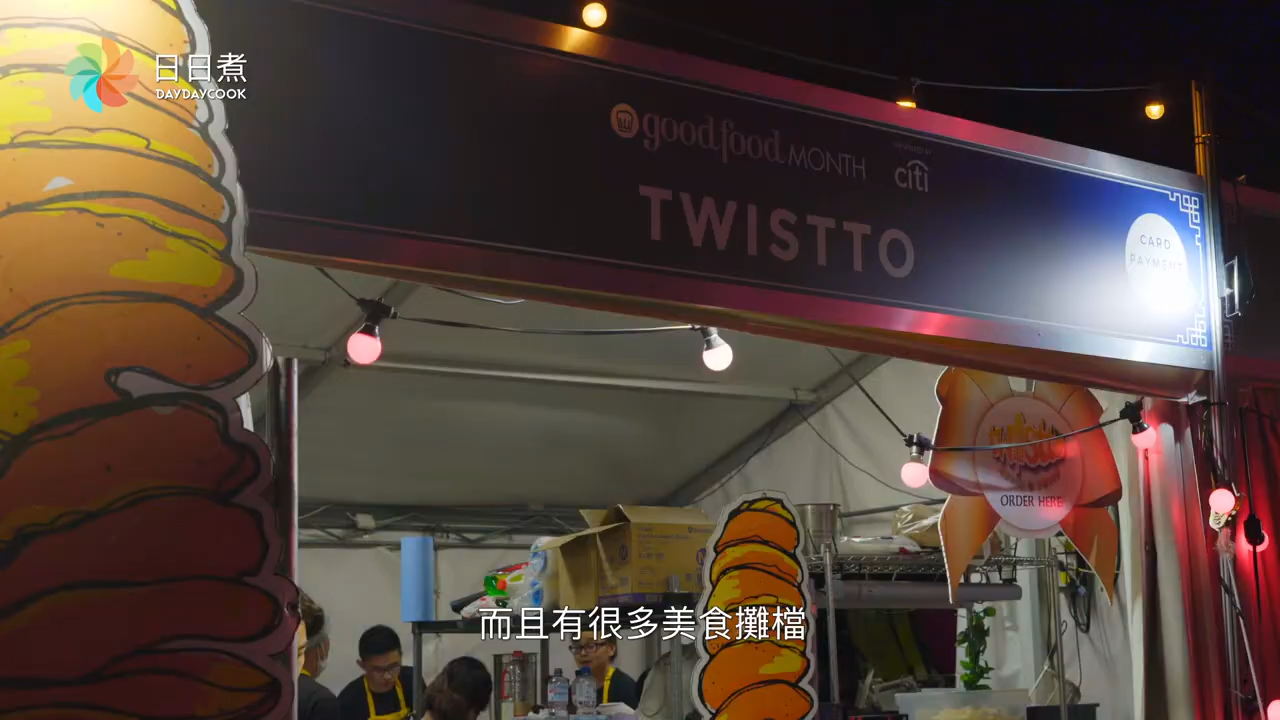 日日煮
DAYDAYCOOK
good food MONTH
citi
TWISTTO
CARD
PAYMENT
twistto
ORDER HERE
而且有很多美食攤檔